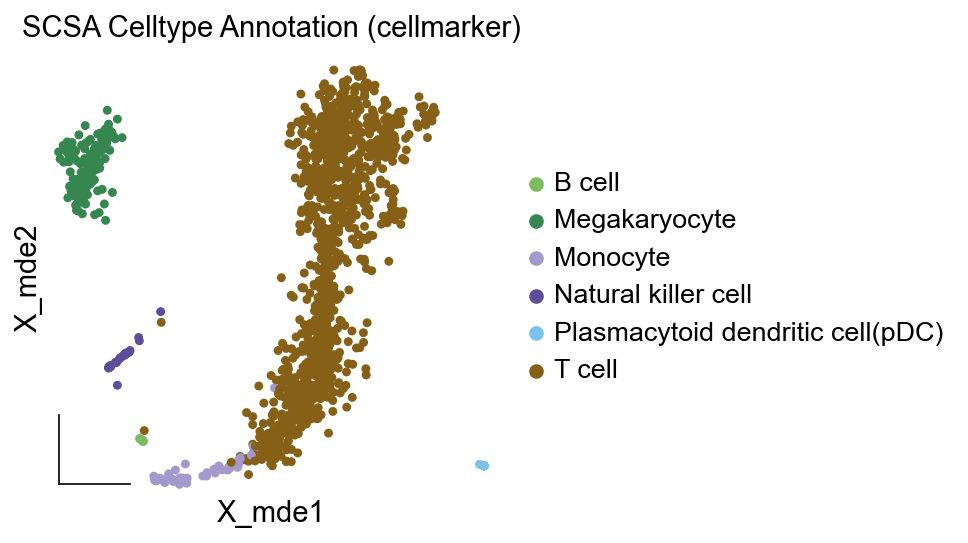 SCSA Celltype Annotation (cellmarker)
X_mde2
B cell
Megakaryocyte
Monocyte
Natural killer cell
Plasmacytoid dendritic cell(pDC)
T cell
X_mde1